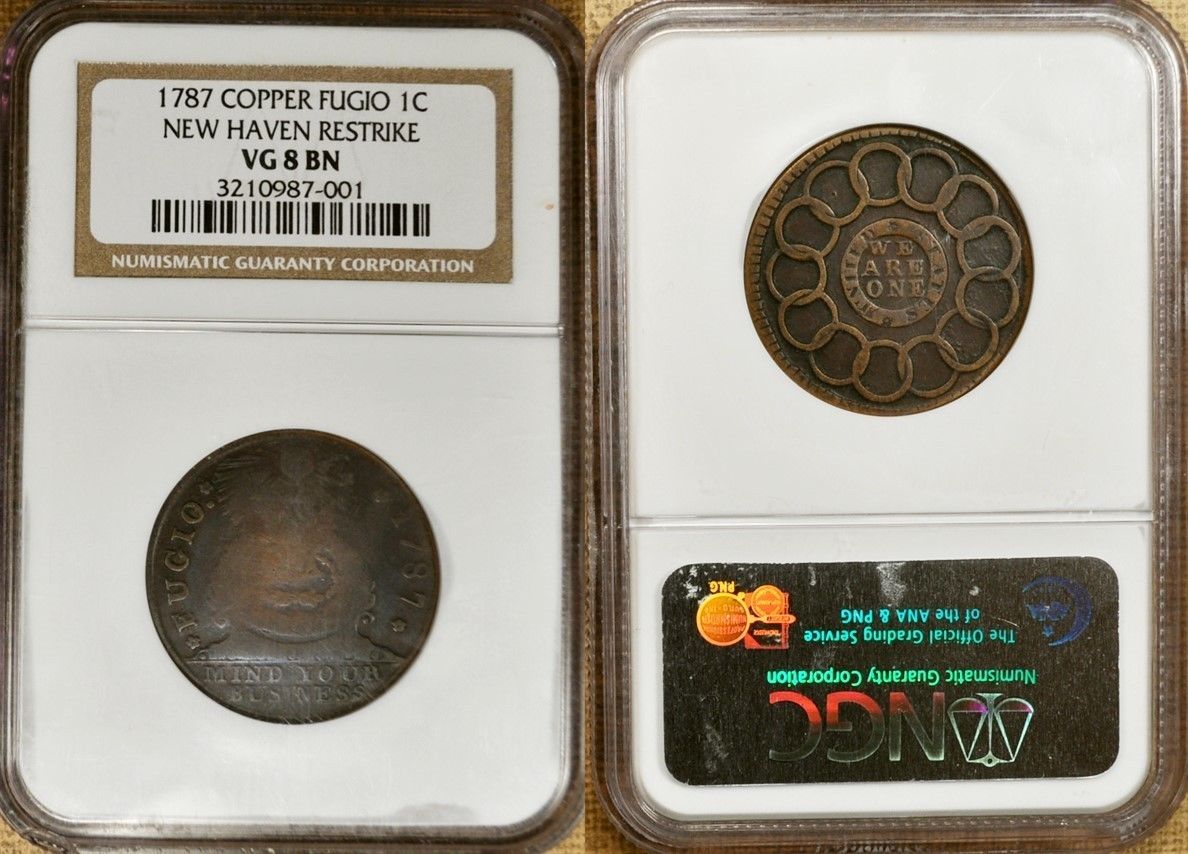 1787 COPPER FUGIO 1C
NEW HAVEN RESTRIKE
VG 8 BN
3210987-001
NUMISMATIC GUARANTY CORPORATION
FUGIO.
1787
MIND YOUR
BUSINESS
WE
ARE
ONE
NGC
Numismatic Guaranty Corporation
The Official Grading Service
of the ANA & PNG
PNG